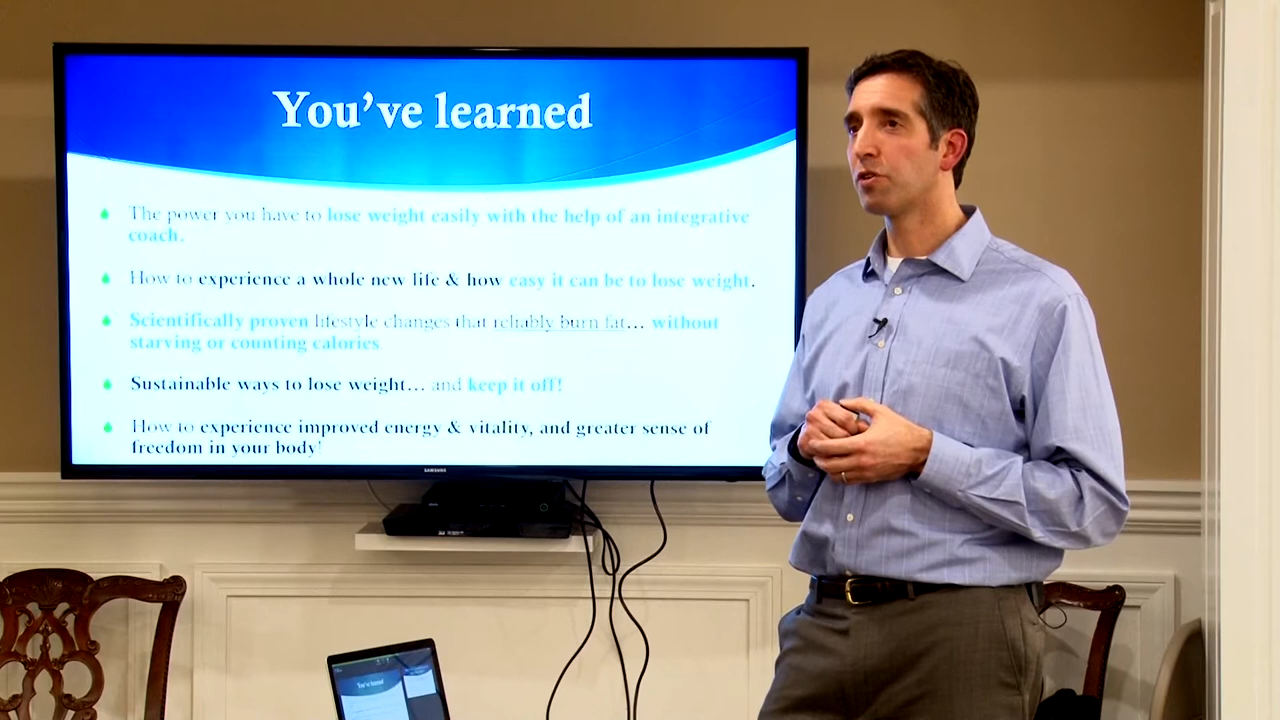 You've learned
The power you have to lose weight easily with the help of an integrative
coach.
How to experience a whole new life & how easy it can be to lose weight.
Scientifically proven lifestyle changes that reliably burn fat... without
starving or counting calories
Sustainable ways to lose weight... and keep it off!
How to experience improved energy & vitality, and greater sense of
freedom in your body!
SAMSUNG
You've learned